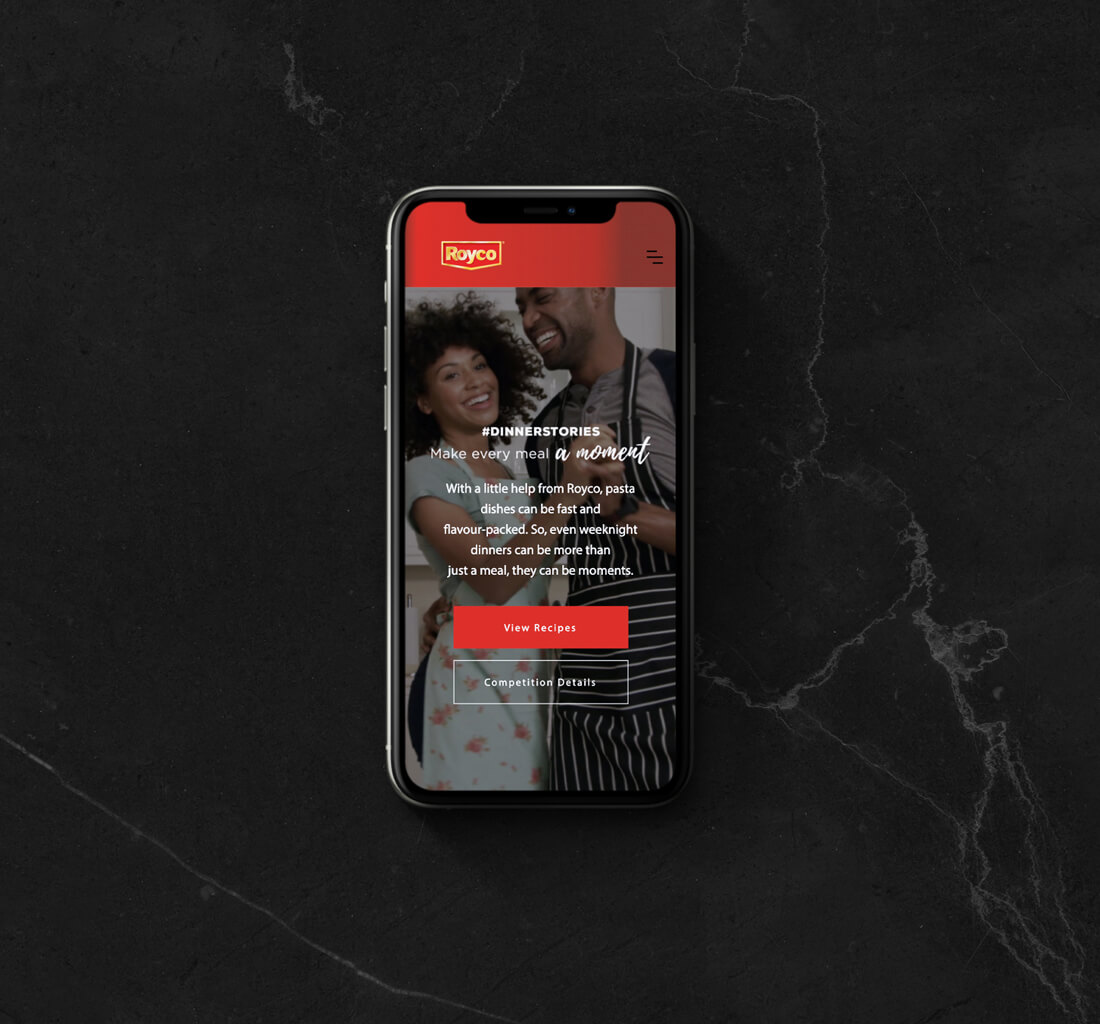 Royco
#DINNERSTORIES
Make every meal a moment
With a little help from Royco, pasta
dishes can be fast and
flavour-packed. So, even weeknight
dinners can be more than
just a meal, they can be moments.
View Recipes
Competition Details